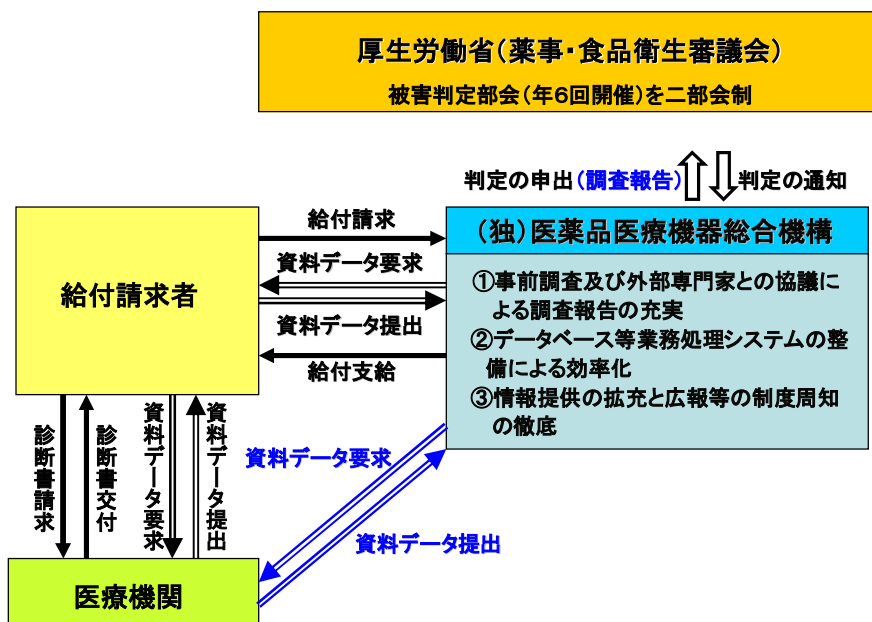 厚生労働省（薬事・食品衛生審議会）
被害判定部会（年６回開催）を二部会制
判定の申出（調査報告）
判定の通知
給付請求者
給付請求
資料データ要求
資料データ提出
給付支給
（独）医薬品医療機器総合機構
①事前調査及び外部専門家との協議に
よる調査報告の充実
②データベース等業務処理システムの整
備による効率化
③情報提供の拡充と広報等の制度周知
の徹底
診断書請求
診断書交付
資料データ要求
資料データ提出
資料データ要求
資料データ提出
医療機関